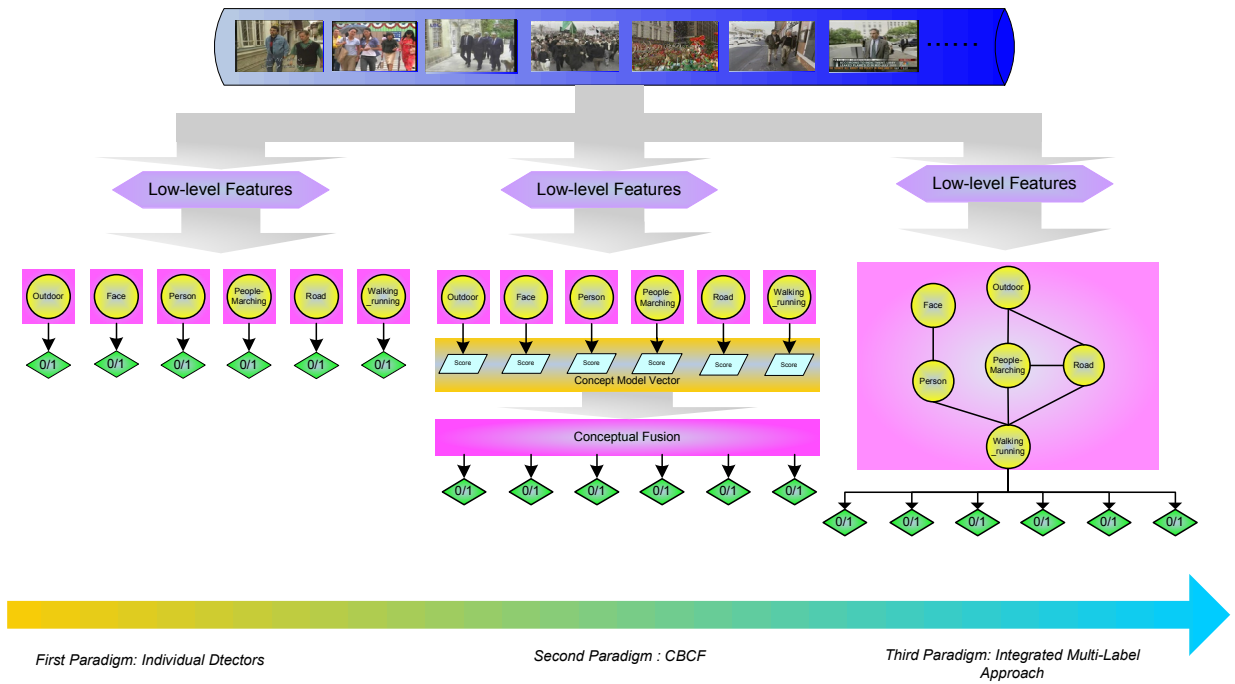 Low-level Features
Low-level Features
Low-level Features
Outdoor
Face
Person
People-
Marching
Road
Walking
_running
0/1
0/1
0/1
0/1
0/1
0/1
Outdoor
Face
Person
People-
Marching
Road
Walking
_running
Score
Score
Score
Score
Score
Score
Concept Model Vector
Conceptual Fusion
0/1
0/1
0/1
0/1
0/1
0/1
Outdoor
Face
People-
Marching
Road
Person
Walking
_running
0/1
0/1
0/1
0/1
0/1
0/1
First Paradigm: Individual Dtectors
Second Paradigm : CBCF
Third Paradigm: Integrated Multi-Label
Approach